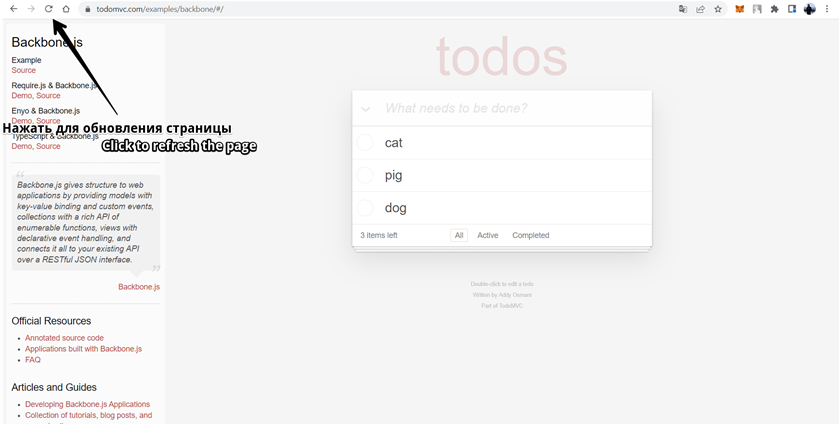 todomvc.com/examples/backbone/#/
Backbone.js
Example
Source
Require.js & Backbone.js
Demo, Source
Enyo & Backbone.js
Demo, Source
Нажать для обновления страницы
TypeScript & Backbone.js
Click to refresh the page
Demo, Source
Backbone.js gives structure to web
applications by providing models with
key-value binding and custom events,
collections with a rich API of
enumerable functions, views with
declarative event handling, and
connects it all to your existing API
over a RESTful JSON interface.
Backbone.js
Official Resources
Annotated source code
Applications built with Backbone.js
FAQ
Articles and Guides
Developing Backbone.js Applications
Collection of tutorials, blog posts, and
todos
What needs to be done?
cat
pig
dog
3 items left All Active Completed
Double-click to edit a todo
Written by Addy Osmani
Part of TodoMVC